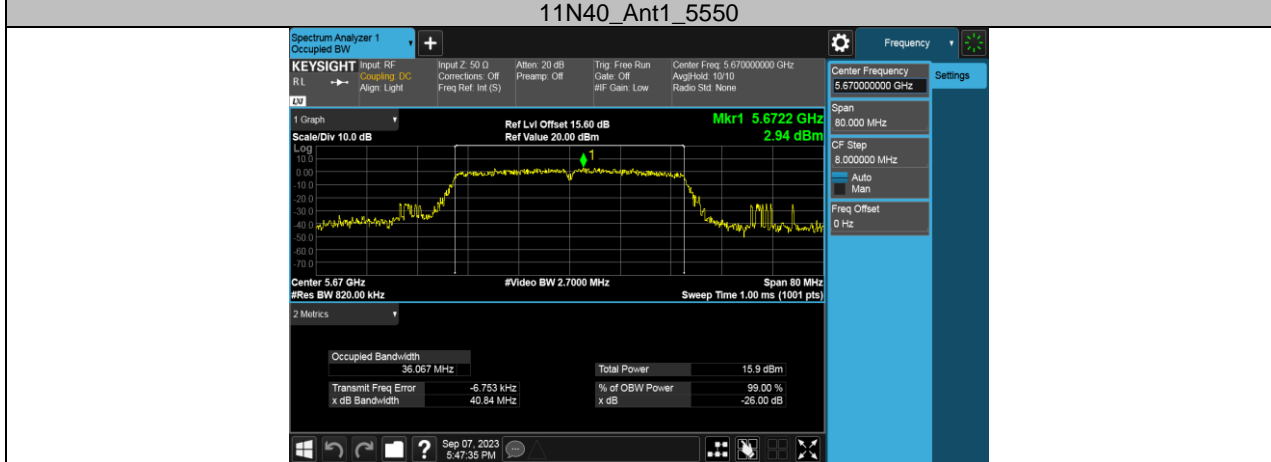 11N40_Ant1_5550
Spectrum Analyzer 1
Occupied BW
+
Frequency
KEYSIGHT
RL
LXI
Input: RF
Coupling: DC
Align: Light
Input Z: 50 Ω
Corrections: Off
Freq Ref: Int (S)
Atten: 20 dB
Preamp: Off
Trig: Free Run
Gate: Off
#IF Gain: Low
Center Freq: 5.670000000 GHz
Avg|Hold: 10/10
Radio Std: None
Center Frequency
5.670000000 GHz
Settings
Span
80.000 MHz
CF Step
8.000000 MHz
Auto
Man
Freq Offset
0 Hz
1 Graph
Scale/Div 10.0 dB
Ref Lvl Offset 15.60 dB
Ref Value 20.00 dBm
Mkr1 5.6722 GHz
2.94 dBm
Log
10.0
0.00
-10.0
-20.0
-30.0
-40.0
-50.0
-60.0
-70.0
1
Center 5.67 GHz
#Video BW 2.7000 MHz
Span 80 MHz
#Res BW 820.00 kHz
Sweep Time 1.00 ms (1001 pts)
2 Metrics
Occupied Bandwidth
36.067 MHz
Total Power 15.9 dBm
Transmit Freq Error -6.753 kHz
% of OBW Power 99.00 %
x dB Bandwidth 40.84 MHz
x dB -26.00 dB
?
Sep 07, 2023
5:47:35 PM